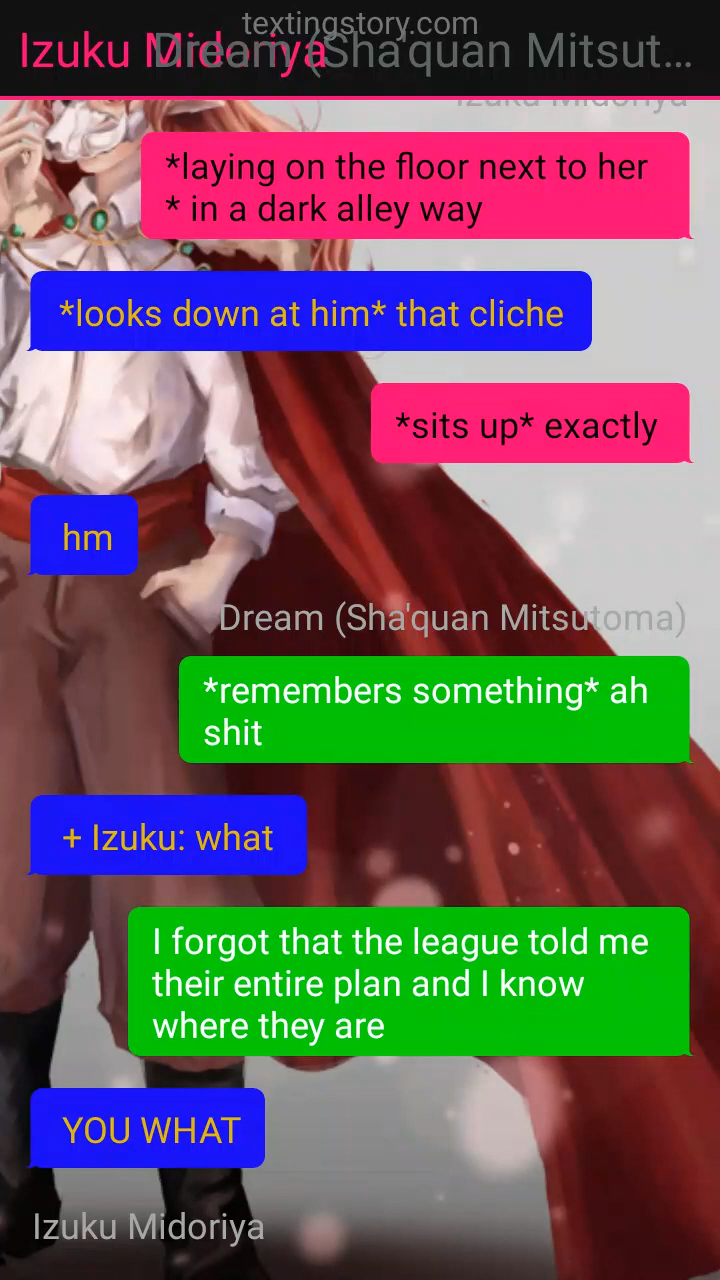 textingstory.com
Izuku Midoriya
Dream (Sha'quan Mitsut...
Izuku Midoriya
*laying on the floor next to her
* in a dark alley way
*looks down at him* that cliche
*sits up* exactly
hm
Dream (Sha'quan Mitsutoma)
*remembers something* ah
shit
+ Izuku: what
I forgot that the league told me
their entire plan and I know
where they are
YOU WHAT
Izuku Midoriya